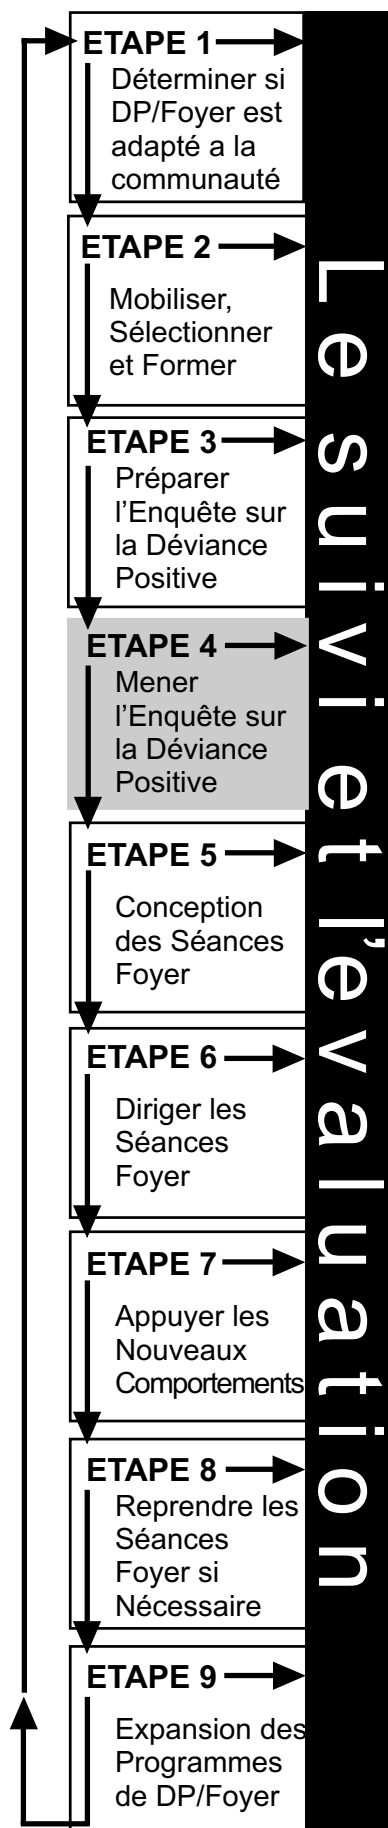 ETAPE 1
Déterminer si
DP/Foyer est
adapté a la
communauté
ETAPE 2
Mobiliser,
Sélectionner
et Former
ETAPE 3
Préparer
l’Enquête sur
la Déviance
Positive
ETAPE 4
Mener
l’Enquête sur
la Déviance
Positive
ETAPE 5
Conception
des Séances
Foyer
ETAPE 6
Diriger les
Séances
Foyer
ETAPE 7
Appuyer les
Nouveaux
Comportements
ETAPE 8
Reprendre les
Séances
Foyer si
Nécessaire
ETAPE 9
Expansion des
Programmes
de DP/Foyer
Le suivi et l’evaluation